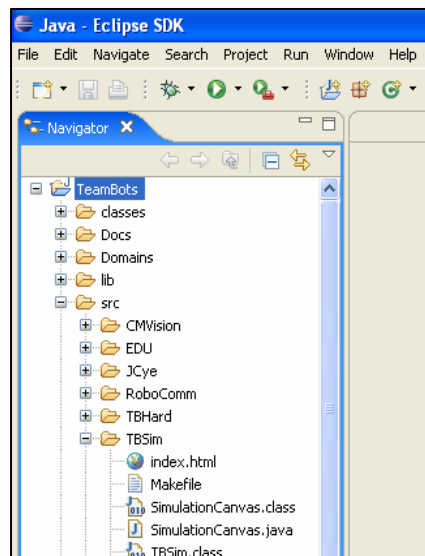 Java - Eclipse SDK
File Edit Navigate Search Project Run Window Help
Navigator
TeamBots
classes
Docs
Domains
lib
src
CMVision
EDU
JCye
RoboComm
TBHard
TBSim
index.html
Makefile
SimulationCanvas.class
SimulationCanvas.java
TBSim.class